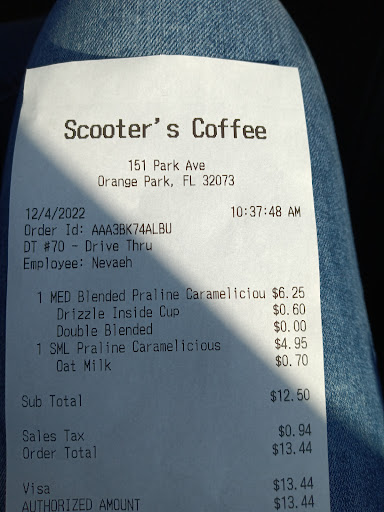 Scooter's Coffee
151 Park Ave
Orange Park, FL 32073
12/4/2022 10:37:48 AM
Order Id: AAA3BK74ALBU
DT #70 - Drive Thru
Employee: Nevaeh
1 MED Blended Praline Carameliciou $6.25
Drizzle Inside Cup $0.60
Double Blended $0.00
1 SML Praline Caramelicious $4.95
Oat Milk $0.70
Sub Total $12.50
Sales Tax $0.94
Order Total $13.44
Visa $13.44
AUTHORIZED AMOUNT $13.44